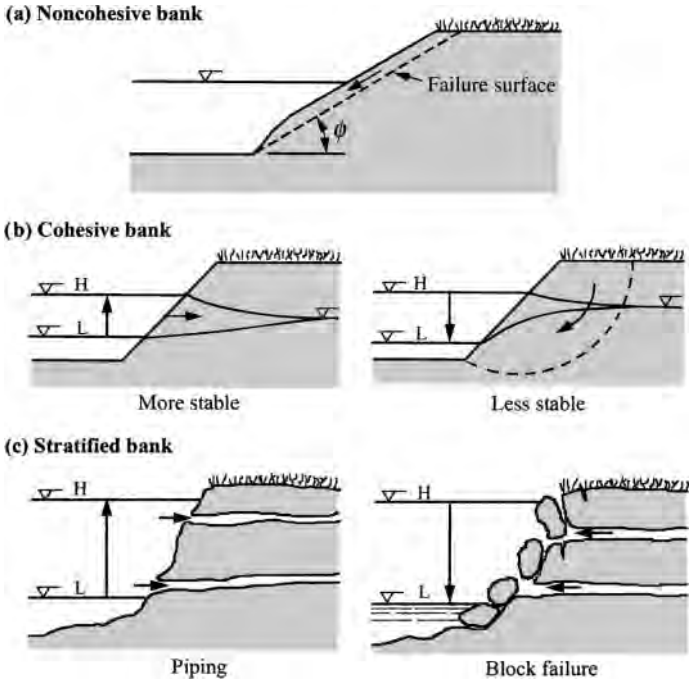 (a) Noncohesive bank
Failure surface
ϕ
(b) Cohesive bank
H
L
More stable
H
L
Less stable
(c) Stratified bank
H
L
Piping
H
L
Block failure